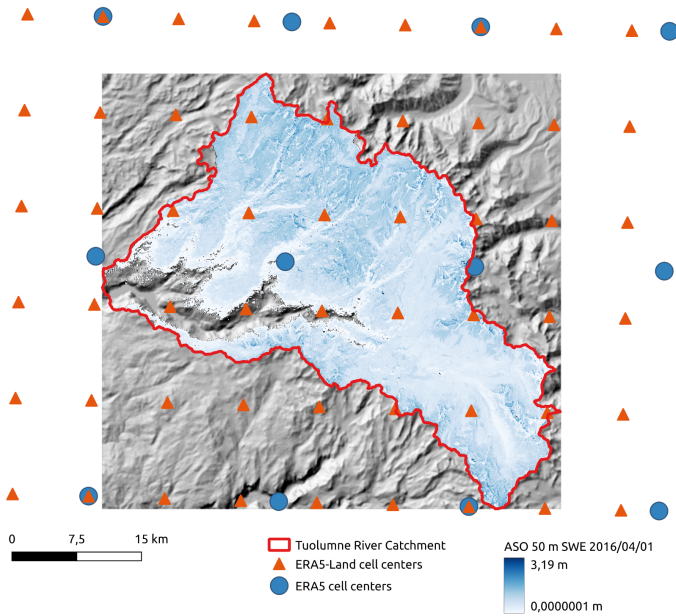 0 7,5 15 km
Tuolumne River Catchment
ERA5-Land cell centers
ERA5 cell centers
ASO 50 m SWE 2016/04/01
3,19 m
0,0000001 m